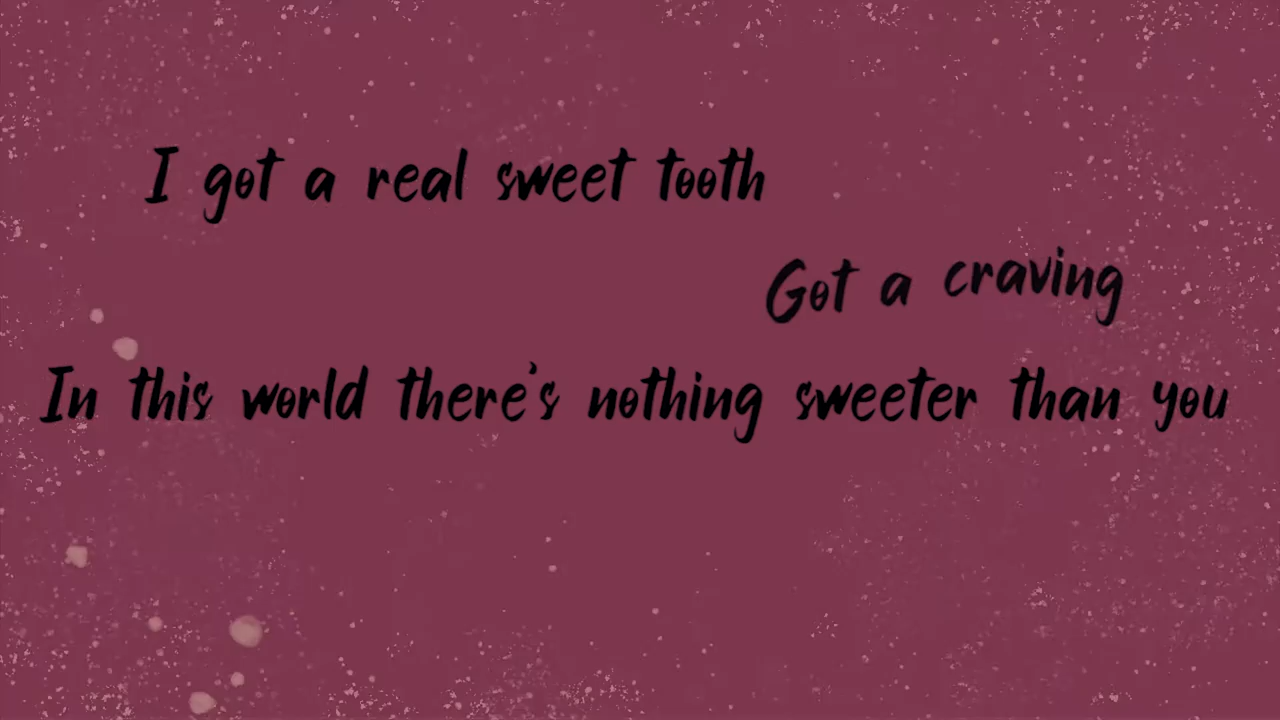 I got a real sweet tooth
Got a craving
In this world there's nothing sweeter than you